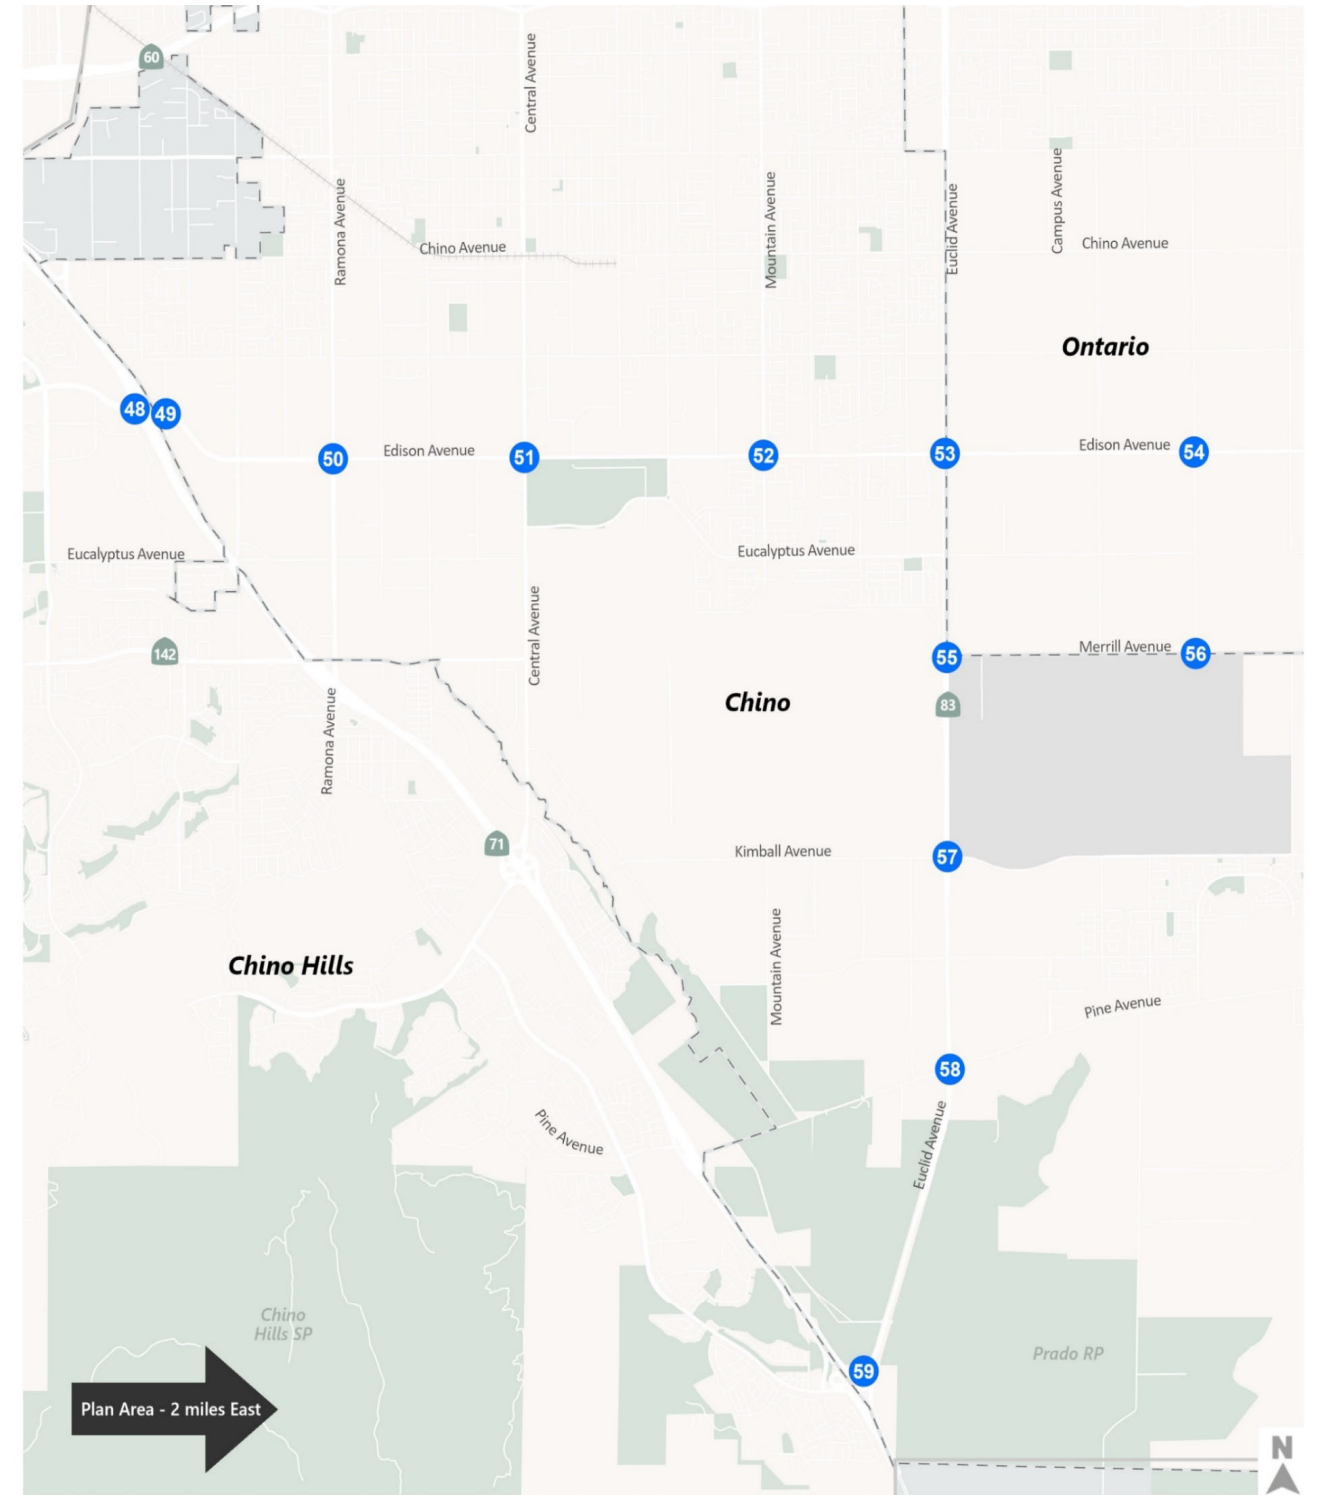 60
Central Avenue
Ramona Avenue
Mountain Avenue
Euclid Avenue
Campus Avenue
Chino Avenue
Chino Avenue
Ontario
48
49
50
Edison Avenue
51
52
53
Edison Avenue
54
Eucalyptus Avenue
Eucalyptus Avenue
142
Central Avenue
55
Merrill Avenue
56
Chino
83
Ramona Avenue
71
Kimball Avenue
57
Chino Hills
Mountain Avenue
Pine Avenue
58
Pine Avenue
Euclid Avenue
Chino
Hills SP
Prado RP
59
Plan Area - 2 miles East
N